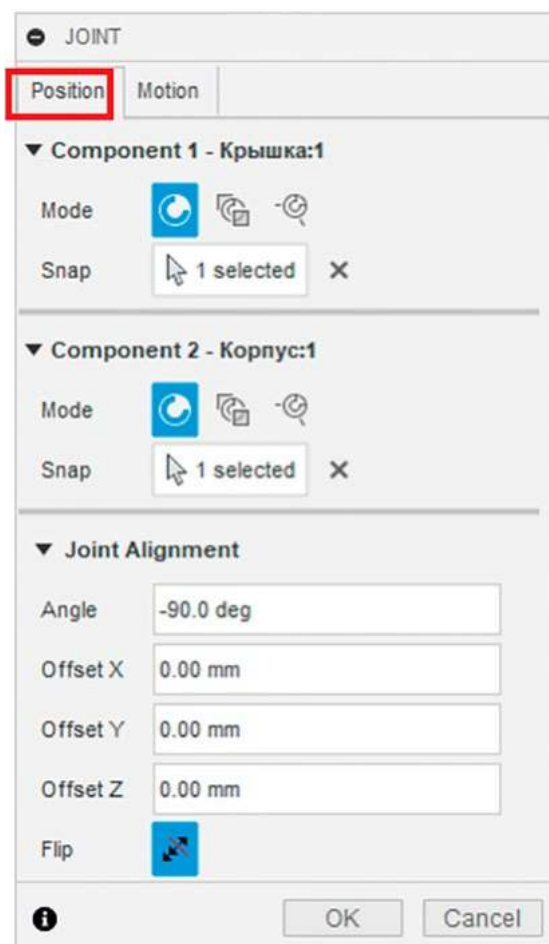 JOINT
Position Motion
Component 1 - Крышка:1
Mode
Snap 1 selected
Component 2 - Корпус:1
Mode
Snap 1 selected
Joint Alignment
Angle -90.0 deg
Offset X 0.00 mm
Offset Y 0.00 mm
Offset Z 0.00 mm
Flip
OK Cancel